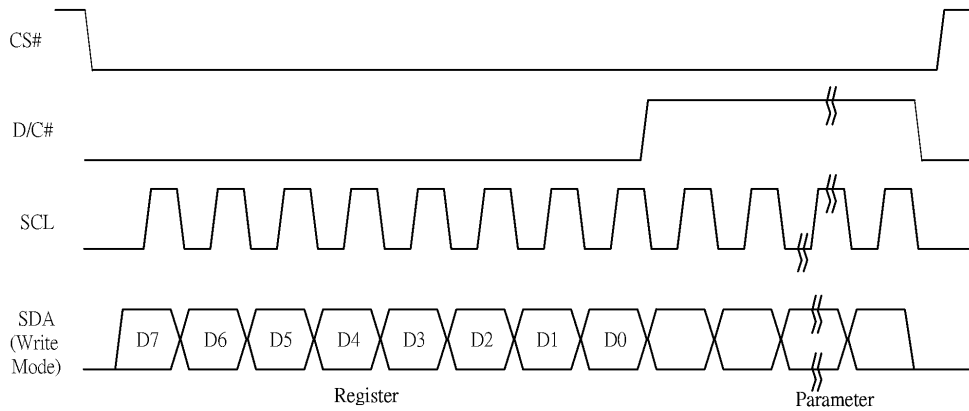 CS#
D/C#
SCL
SDA
(Write
Mode)
D7 D6 D5 D4 D3 D2 D1 D0
Register
Parameter